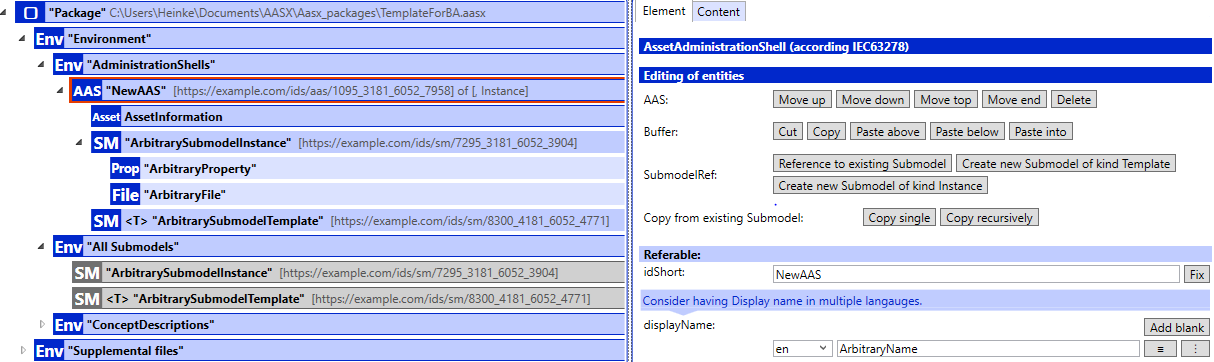 "Package" C:\Users\Heinke\Documents\AASX\Aasx_packages\TemplateForBA.aasx
Env "Environment"
Env "AdministrationShells"
AAS "NewAAS" [https://example.com/ids/aas/1095_3181_6052_7958] of [, Instance]
Asset AssetInformation
SM "ArbitrarySubmodelInstance" [https://example.com/ids/sm/7295_3181_6052_3904]
Prop "ArbitraryProperty"
File "ArbitraryFile"
SM <T> "ArbitrarySubmodelTemplate" [https://example.com/ids/sm/8300_4181_6052_4771]
Env "All Submodels"
SM "ArbitrarySubmodelInstance" [https://example.com/ids/sm/7295_3181_6052_3904]
SM <T> "ArbitrarySubmodelTemplate" [https://example.com/ids/sm/8300_4181_6052_4771]
Env "ConceptDescriptions"
Env "Supplemental files"
Element Content
AssetAdministrationShell (according IEC63278)
Editing of entities
AAS: Move up Move down Move top Move end Delete
Buffer: Cut Copy Paste above Paste below Paste into
SubmodelRef: Reference to existing Submodel Create new Submodel of kind Template
Create new Submodel of kind Instance
Copy from existing Submodel: Copy single Copy recursively
Referable:
idShort: NewAAS Fix
Consider having Display name in multiple langauges.
displayName: Add blank
en ArbitraryName